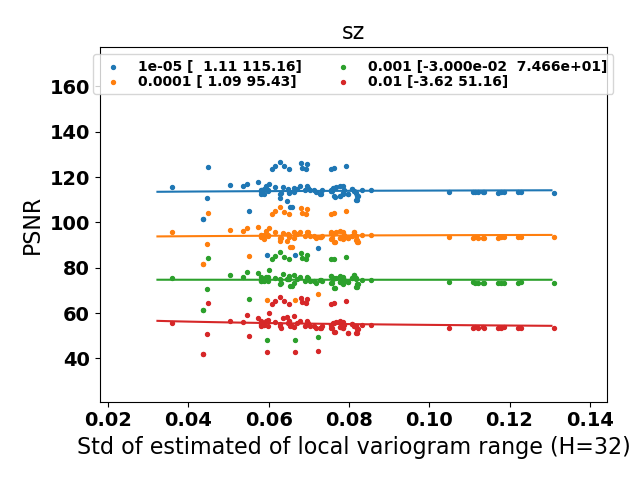 sz
1e-05 [  1.11 115.16]
0.0001 [ 1.09 95.43]
0.001 [-3.000e-02  7.466e+01]
0.01 [-3.62 51.16]
PSNR
160
140
120
100
80
60
40
0.02 0.04 0.06 0.08 0.10 0.12 0.14
Std of estimated of local variogram range (H=32)